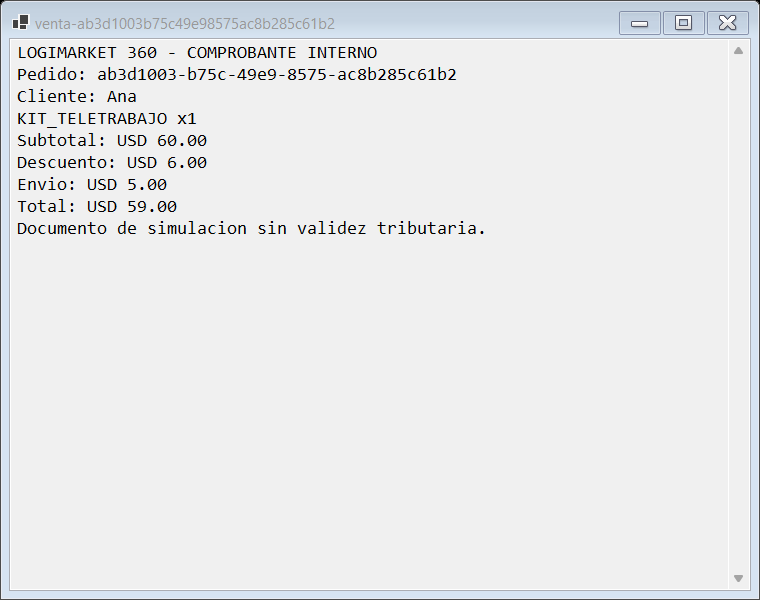 venta-ab3d1003b75c49e98575ac8b285c61b2
LOGIMARKET 360 - COMPROBANTE INTERNO
Pedido: ab3d1003-b75c-49e9-8575-ac8b285c61b2
Cliente: Ana
KIT_TELETRABAJO x1
Subtotal: USD 60.00
Descuento: USD 6.00
Envio: USD 5.00
Total: USD 59.00
Documento de simulacion sin validez tributaria.